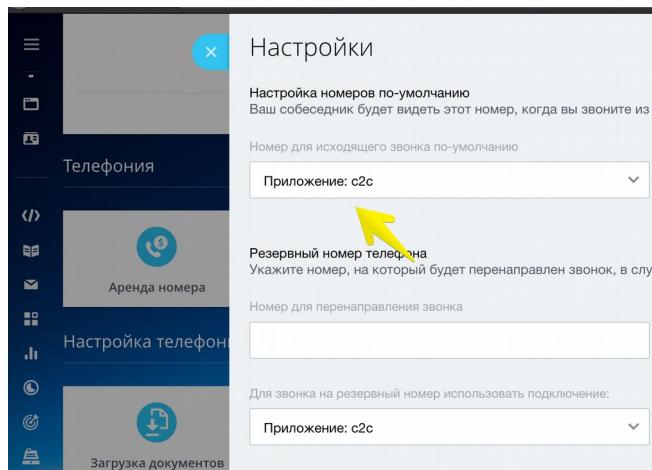 Настройки
Настройка номеров по-умолчанию
Ваш собеседник будет видеть этот номер, когда вы звоните из
Номер для исходящего звонка по-умолчанию
Приложение: c2c
Резервный номер телефона
Укажите номер, на который будет перенаправлен звонок, в слу
Номер для перенаправления звонка
Для звонка на резервный номер использовать подключение:
Приложение: c2c
Телефония
Аренда номера
Настройка телефон
Загрузка документов